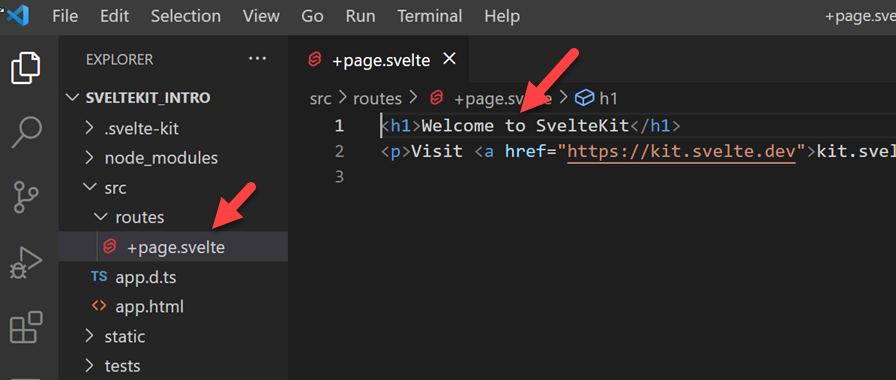 File Edit Selection View Go Run Terminal Help +page.sve
EXPLORER ...
+page.svelte
SVELTEKIT_INTRO
.svelte-kit
node_modules
src
routes
+page.svelte
TS app.d.ts
<> app.html
static
tests
src > routes > +page.svelte > h1
1 <h1>Welcome to SvelteKit</h1>
2 <p>Visit <a href="https://kit.svelte.dev">kit.svel
3